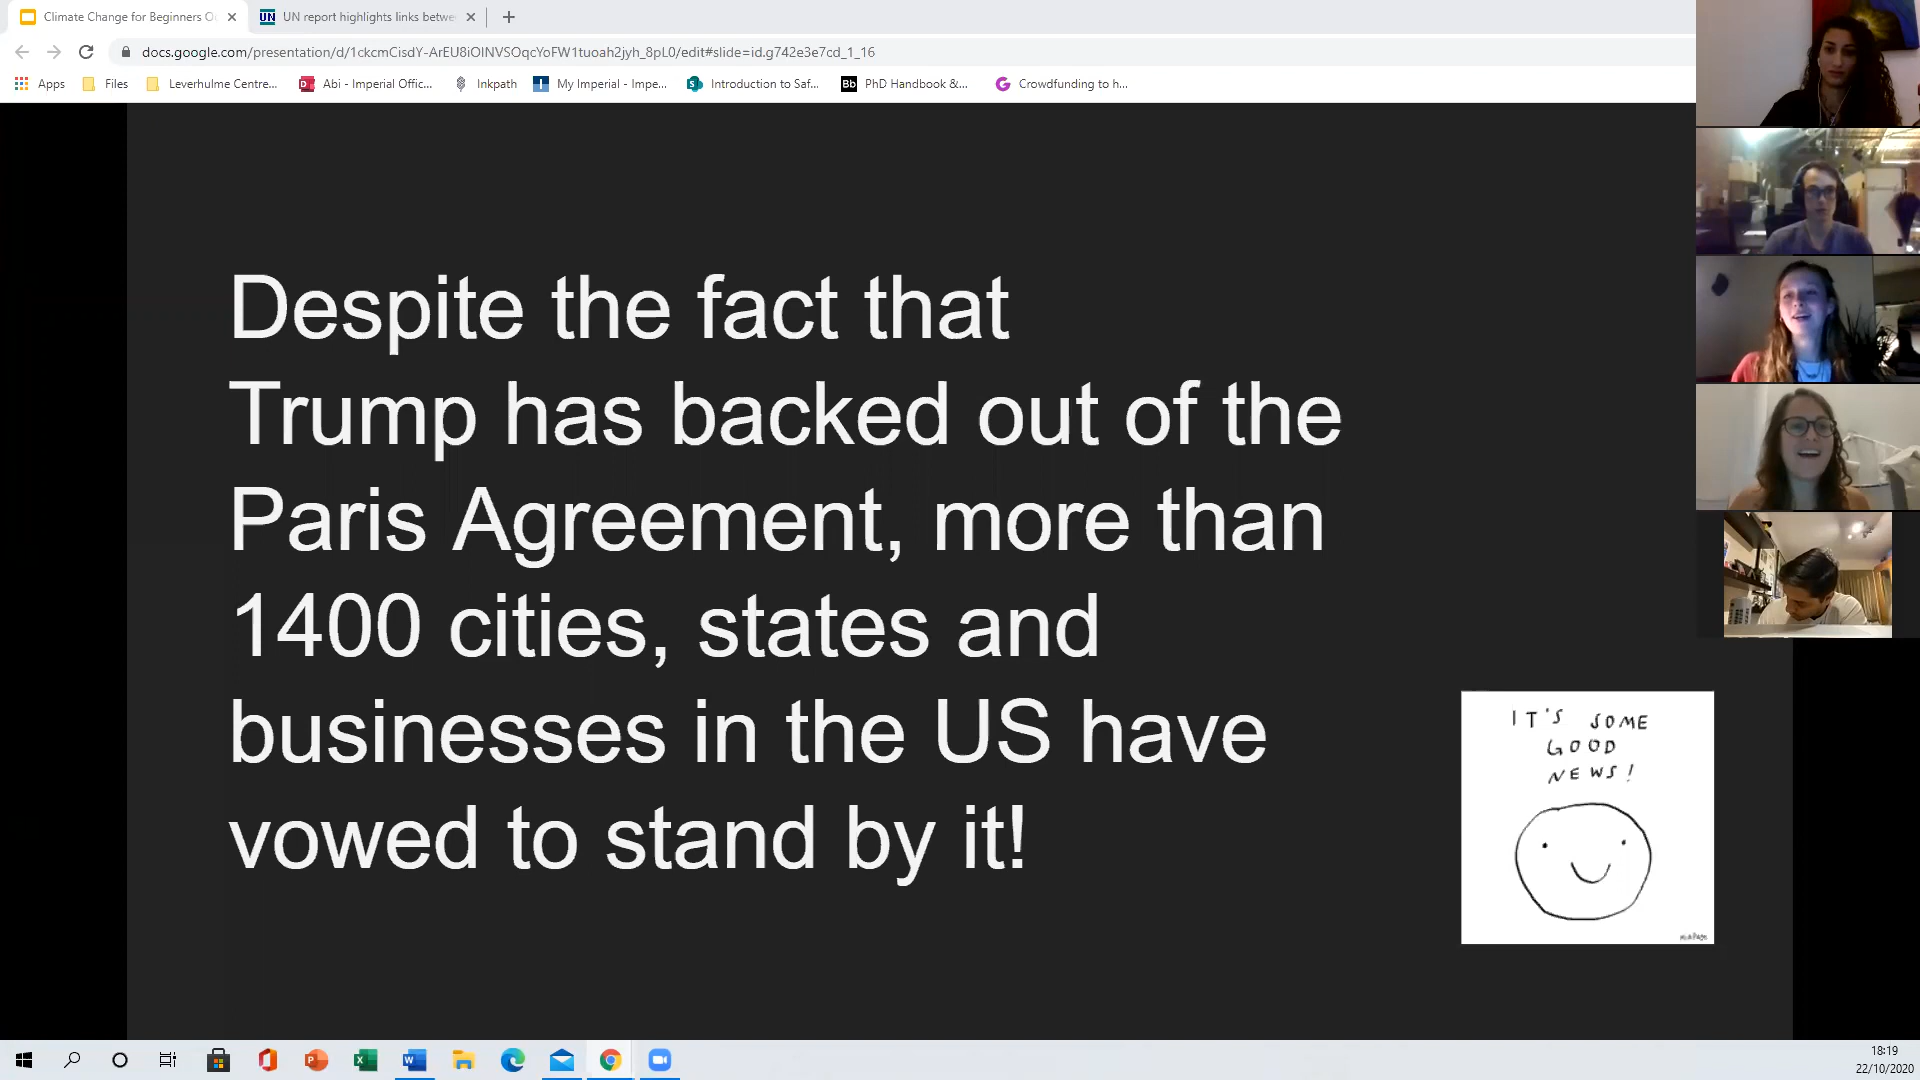 Climate Change for Beginners O
UN report highlights links betwe
docs.google.com/presentation/d/1ckcmCisdY-ArEU8iOINVSOqcYoFW1tuoah2jyh_8pL0/edit#slide=id.g742e3e7cd_1_16
Apps Files Leverhulme Centre... Abi - Imperial Offic... Inkpath My Imperial - Impe... Introduction to Saf... Bb PhD Handbook &... Crowdfunding to h...
Despite the fact that
Trump has backed out of the
Paris Agreement, more than
1400 cities, states and
businesses in the US have
vowed to stand by it!
IT'S SOME
GOOD
NEWS!
18:19
22/10/2020